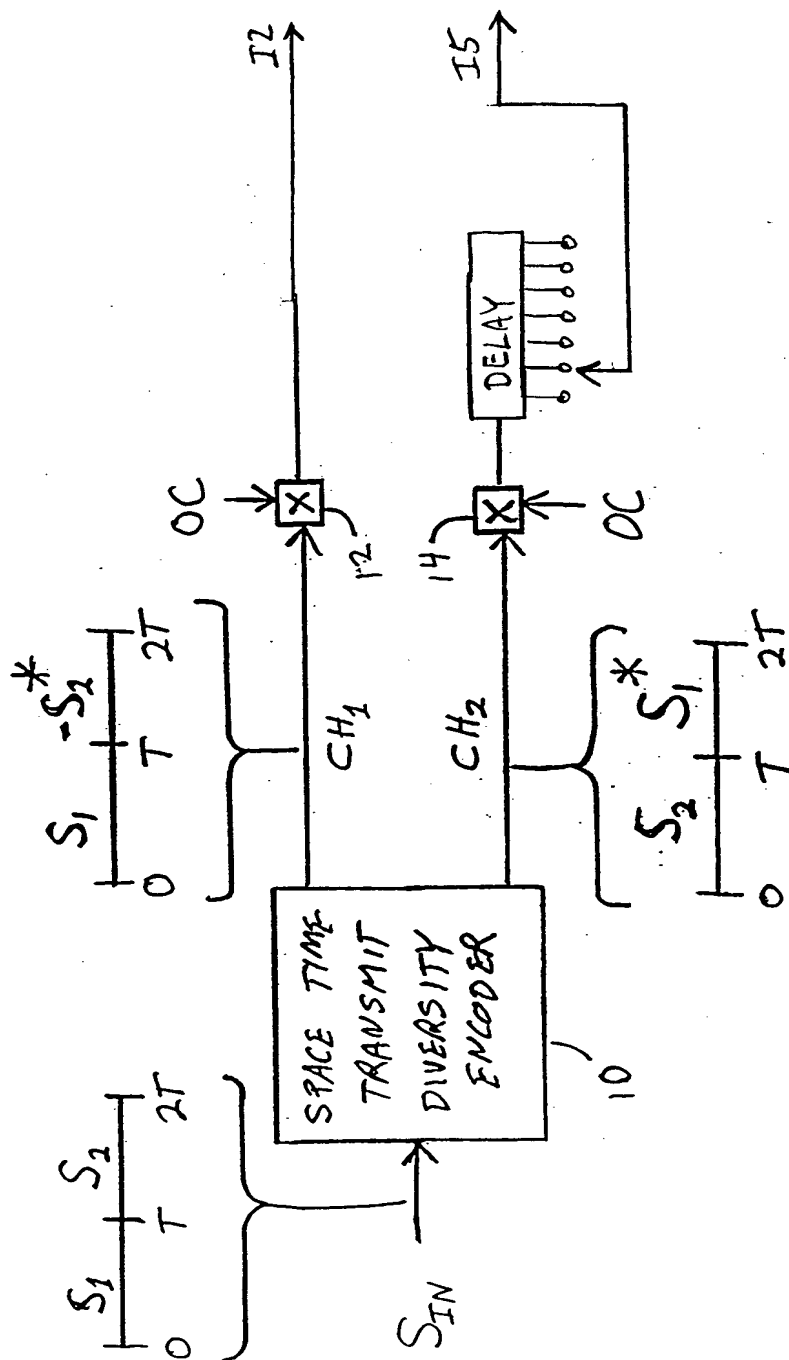 S1 S2
0 T 2T
SIN
SPACE TIME
TRANSMIT
DIVERSITY
ENCODER
10
S1 -S2*
0 T 2T
CH1
OC
X
12
I2
CH2
S2 S1*
0 T 2T
14
X
OC
DELAY
I5